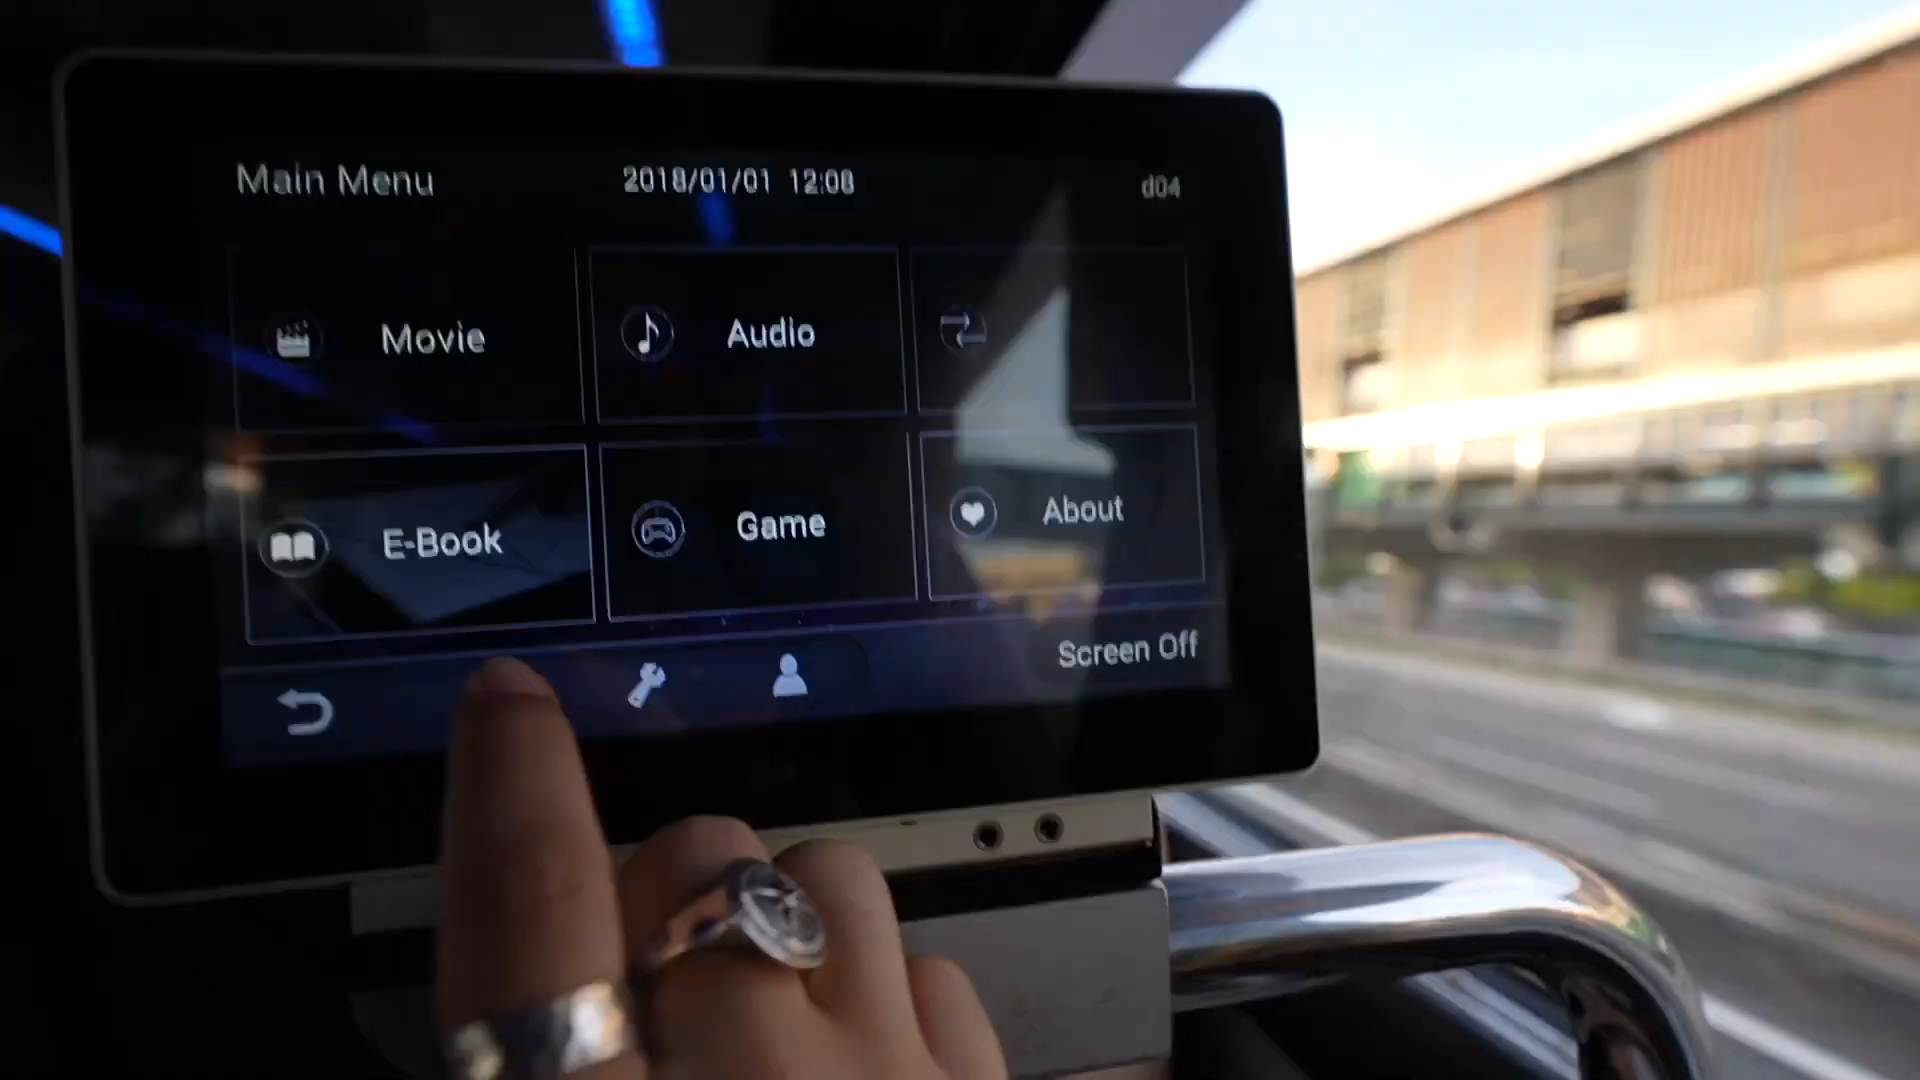 Main Menu 2018/01/01 12:08 d04
Movie Audio
E-Book Game About
Screen Off